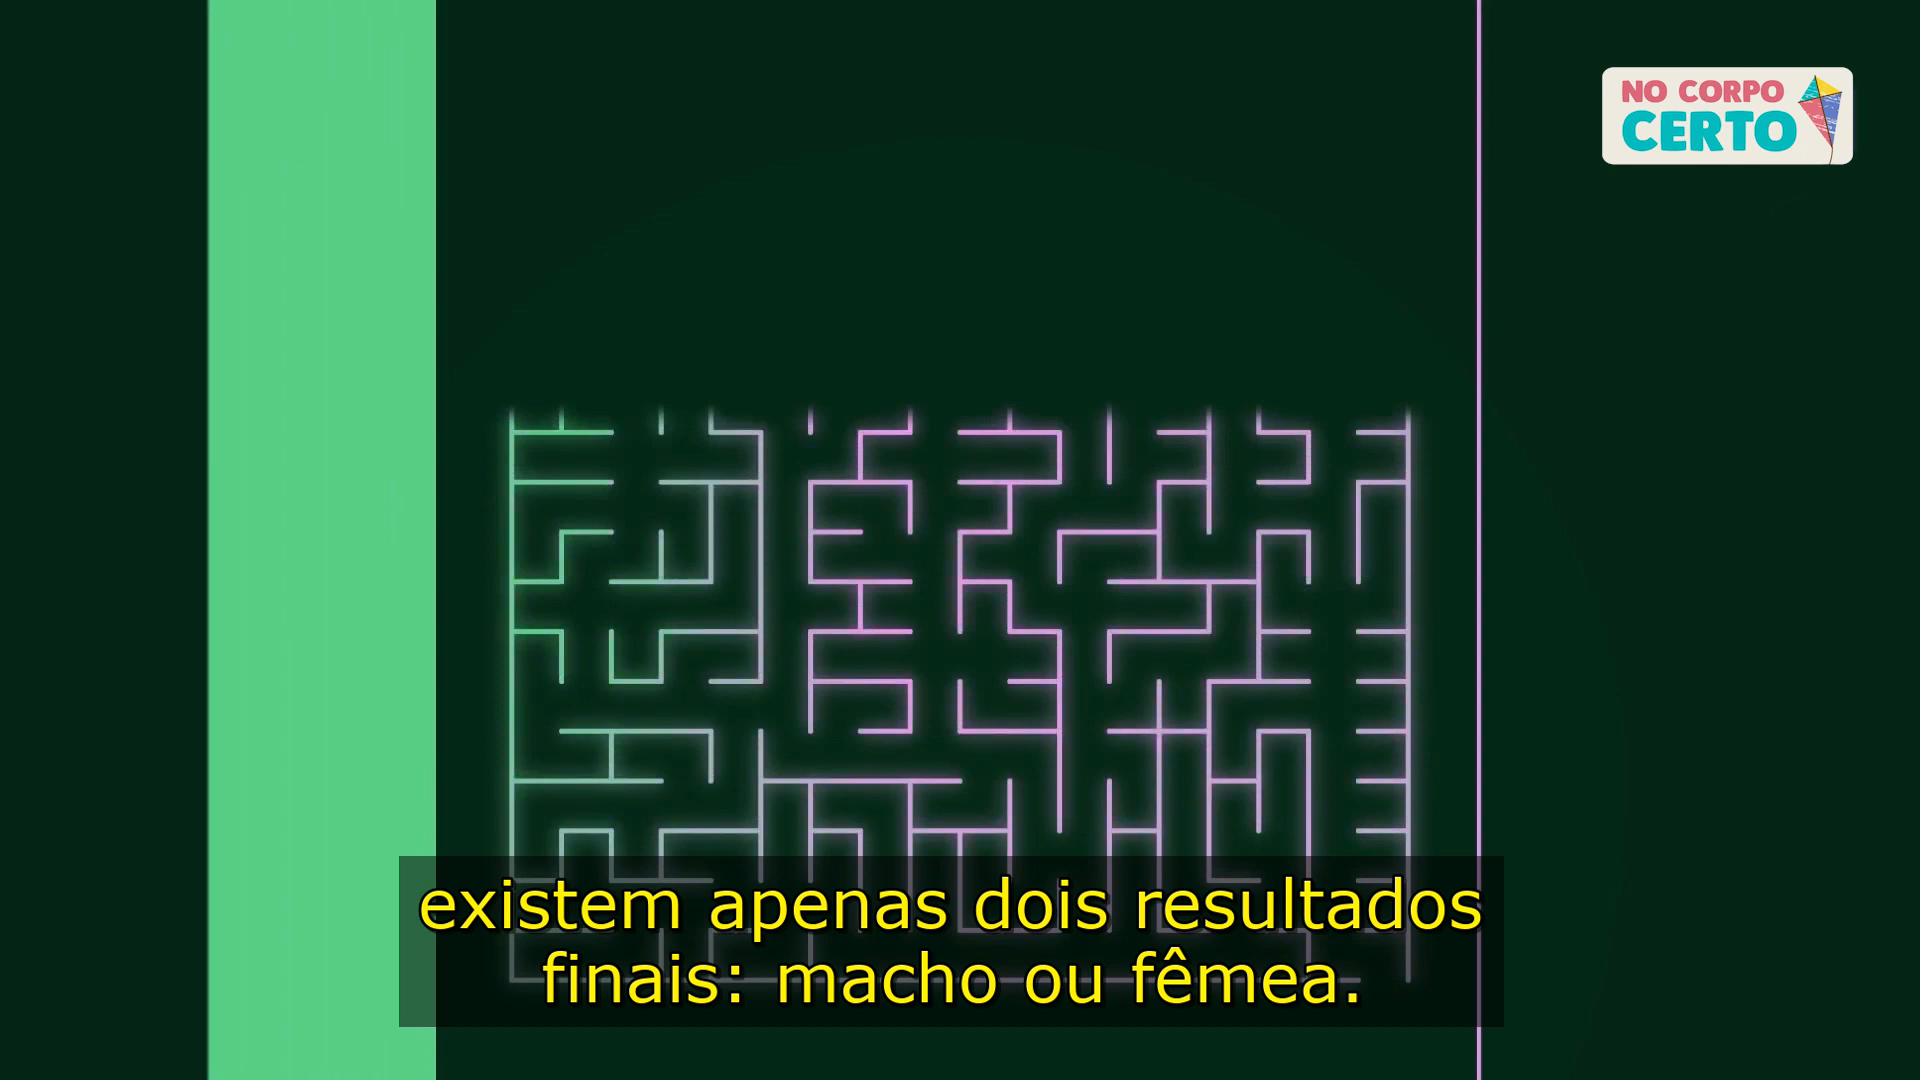 NO CORPO
CERTO
existem apenas dois resultados
finais: macho ou fêmea.